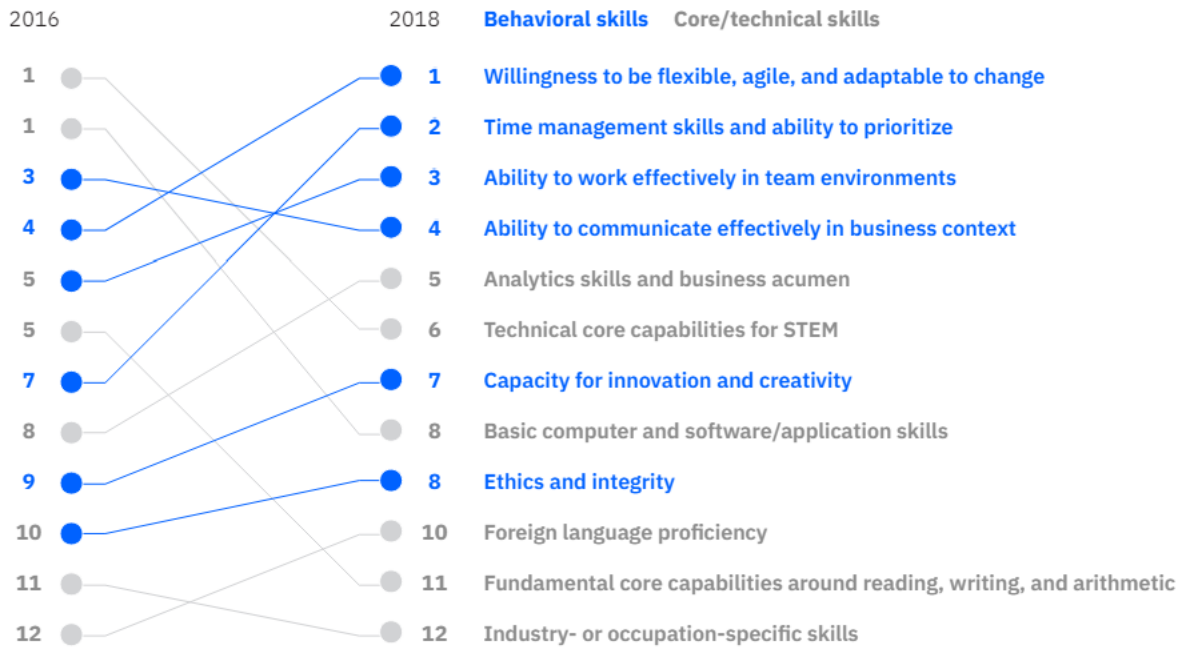 2016 2018 Behavioral skills Core/technical skills
1 1 Willingness to be flexible, agile, and adaptable to change
1 2 Time management skills and ability to prioritize
3 3 Ability to work effectively in team environments
4 4 Ability to communicate effectively in business context
5 5 Analytics skills and business acumen
5 6 Technical core capabilities for STEM
7 7 Capacity for innovation and creativity
8 8 Basic computer and software/application skills
9 8 Ethics and integrity
10 10 Foreign language proficiency
11 11 Fundamental core capabilities around reading, writing, and arithmetic
12 12 Industry- or occupation-specific skills